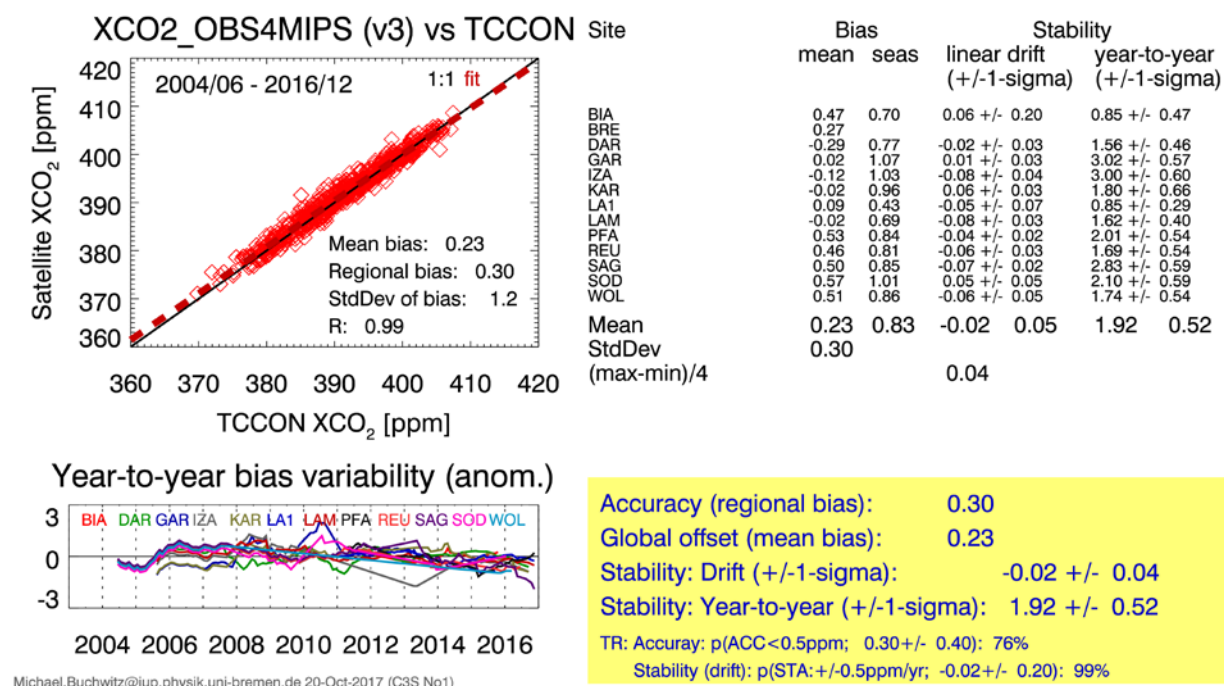 XCO2_OBS4MIPS (v3) vs TCCON
2004/06 - 2016/12
1:1 fit
Satellite XCO2 [ppm]
420
410
400
390
380
370
360
Mean bias: 0.23
Regional bias: 0.30
StdDev of bias: 1.2
R: 0.99
360 370 380 390 400 410 420
TCCON XCO2 [ppm]
Site Bias Stability
mean seas linear drift year-to-year
(+/-1-sigma) (+/-1-sigma)
BIA 0.47 0.70 0.06 +/- 0.20 0.85 +/- 0.47
BRE 0.27
DAR -0.29 0.77 -0.02 +/- 0.03 1.56 +/- 0.46
GAR 0.02 1.07 0.01 +/- 0.03 3.02 +/- 0.57
IZA -0.12 1.03 -0.08 +/- 0.04 3.00 +/- 0.60
KAR -0.02 0.96 0.06 +/- 0.03 1.80 +/- 0.66
LA1 0.09 0.43 -0.05 +/- 0.07 0.85 +/- 0.29
LAM -0.02 0.69 -0.08 +/- 0.03 1.62 +/- 0.40
PFA 0.53 0.84 -0.04 +/- 0.02 2.01 +/- 0.54
REU 0.46 0.81 -0.06 +/- 0.03 1.69 +/- 0.54
SAG 0.50 0.85 -0.07 +/- 0.02 2.83 +/- 0.59
SOD 0.57 1.01 0.05 +/- 0.05 2.10 +/- 0.59
WOL 0.51 0.86 -0.06 +/- 0.05 1.74 +/- 0.54
Mean 0.23 0.83 -0.02 0.05 1.92 0.52
StdDev 0.30
(max-min)/4 0.04
Year-to-year bias variability (anom.)
3
0
-3
BIA DAR GAR IZA KAR LA1 LAM PFA REU SAG SOD WOL
2004 2006 2008 2010 2012 2014 2016
Michael.Buchwitz@iup.physik.uni-bremen.de 20-Oct-2017 (C3S No1)
Accuracy (regional bias): 0.30
Global offset (mean bias): 0.23
Stability: Drift (+/-1-sigma): -0.02 +/- 0.04
Stability: Year-to-year (+/-1-sigma): 1.92 +/- 0.52
TR: Accuray: p(ACC<0.5ppm; 0.30+/- 0.40): 76%
Stability (drift): p(STA:+/-0.5ppm/yr; -0.02+/- 0.20): 99%